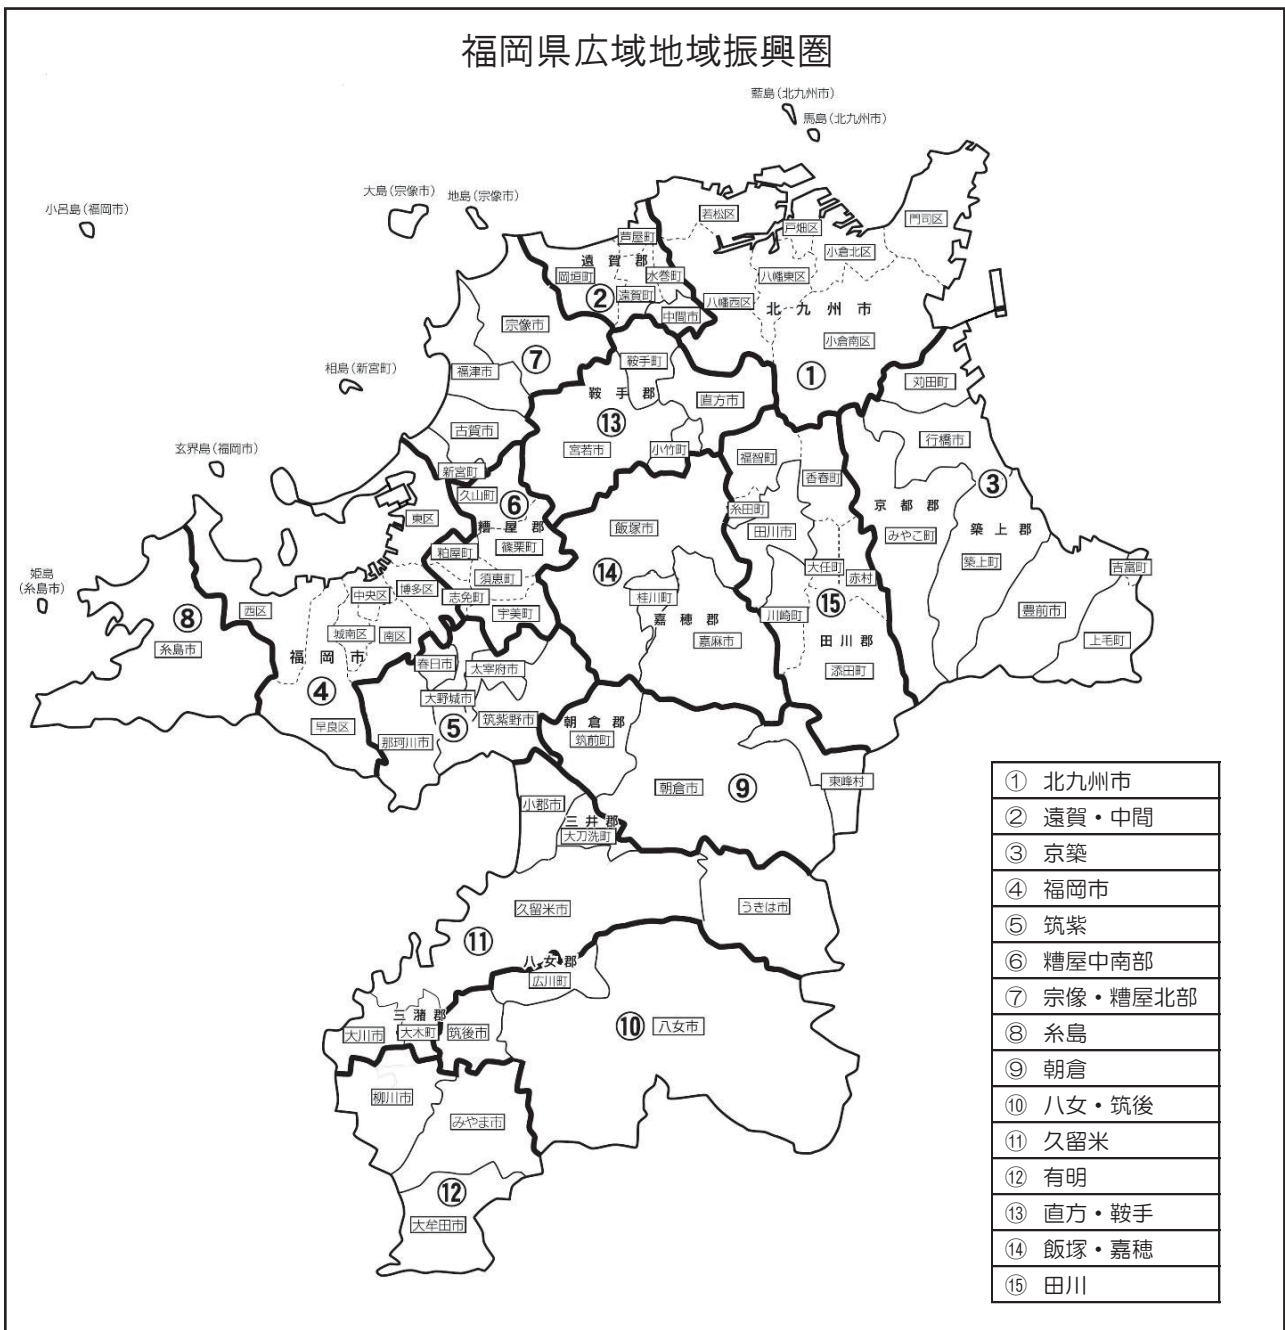 福岡県広域地域振興圏
藍島(北九州市)
馬島(北九州市)
大島(宗像市)
地島(宗像市)
小呂島(福岡市)
若松区
戸畑区
門司区
芦屋町
小倉北区
遠賀郡
岡垣町
水巻町
八幡東区
②
遠賀町
八幡西区
北九州市
中間市
宗像市
小倉南区
⑦
鞍手町
①
相島(新宮町)
福津市
鞍手郡
直方市
苅田町
古賀市
⑬
宮若市
小竹町
行橋市
玄界島(福岡市)
新宮町
福智町
香春町
③
久山町
⑥
糸田町
京都郡
東区
糟屋郡
飯塚市
田川市
みやこ町
築上郡
粕屋町
篠栗町
築上町
吉富町
姫島
(糸島市)
⑭
大任町
赤村
須恵町
中央区
博多区
志免町
桂川町
⑮
⑧
西区
宇美町
川崎町
豊前市
城南区
南区
嘉穂郡
嘉麻市
田川郡
上毛町
糸島市
福岡市
春日市
太宰府市
添田町
④
大野城市
早良区
⑤
筑紫野市
朝倉郡
那珂川市
筑前町
朝倉市
⑨
東峰村
小郡市
三井郡
大刀洗町
久留米市
うきは市
⑪
八女郡
広川町
三潴郡
⑩
八女市
大川市
大木町
筑後市
柳川市
みやま市
⑫
大牟田市
① 北九州市
② 遠賀・中間
③ 京築
④ 福岡市
⑤ 筑紫
⑥ 糟屋中南部
⑦ 宗像・糟屋北部
⑧ 糸島
⑨ 朝倉
⑩ 八女・筑後
⑪ 久留米
⑫ 有明
⑬ 直方・鞍手
⑭ 飯塚・嘉穂
⑮ 田川